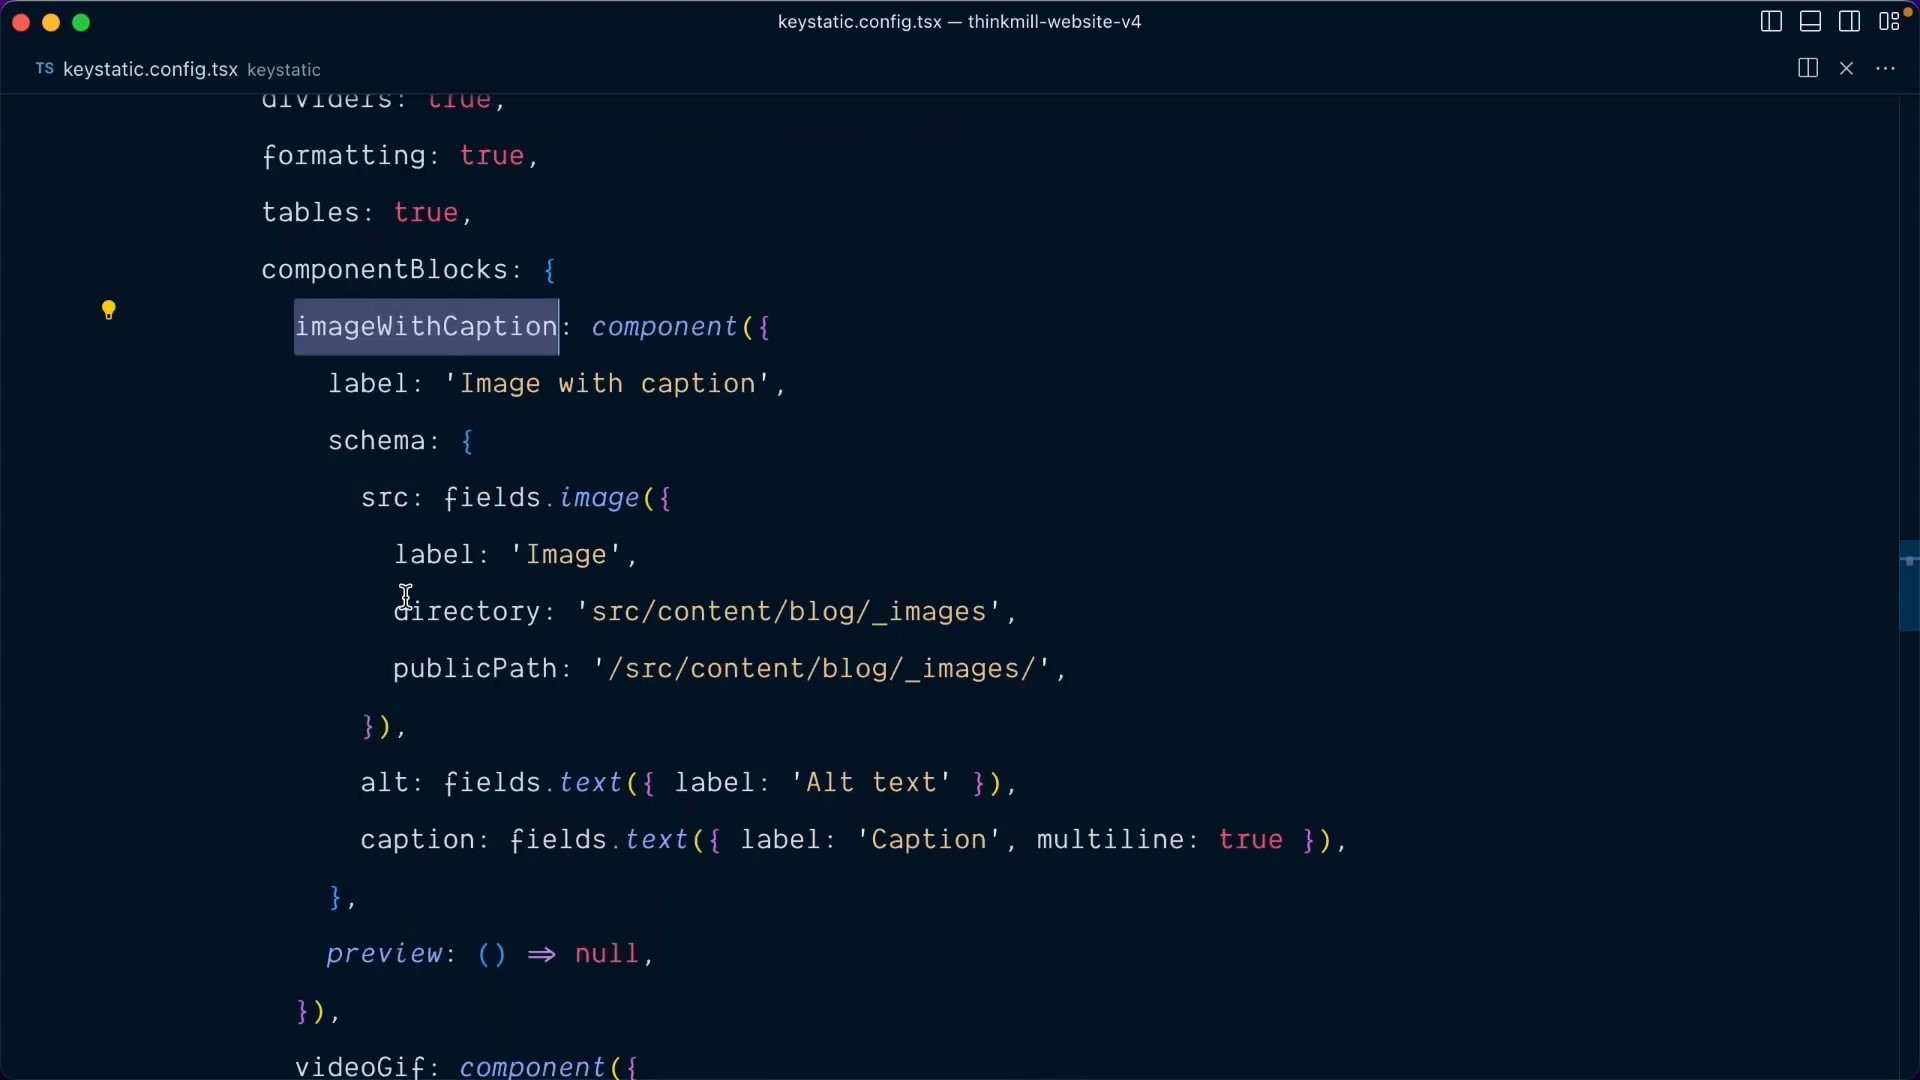 keystatic.config.tsx — thinkmill-website-v4
TS keystatic.config.tsx keystatic
dividers: true,
formatting: true,
tables: true,
componentBlocks: {
imageWithCaption: component({
label: 'Image with caption',
schema: {
src: fields.image({
label: 'Image',
directory: 'src/content/blog/_images',
publicPath: '/src/content/blog/_images/',
}),
alt: fields.text({ label: 'Alt text' }),
caption: fields.text({ label: 'Caption', multiline: true }),
},
preview: () => null,
}),
videoGif: component({